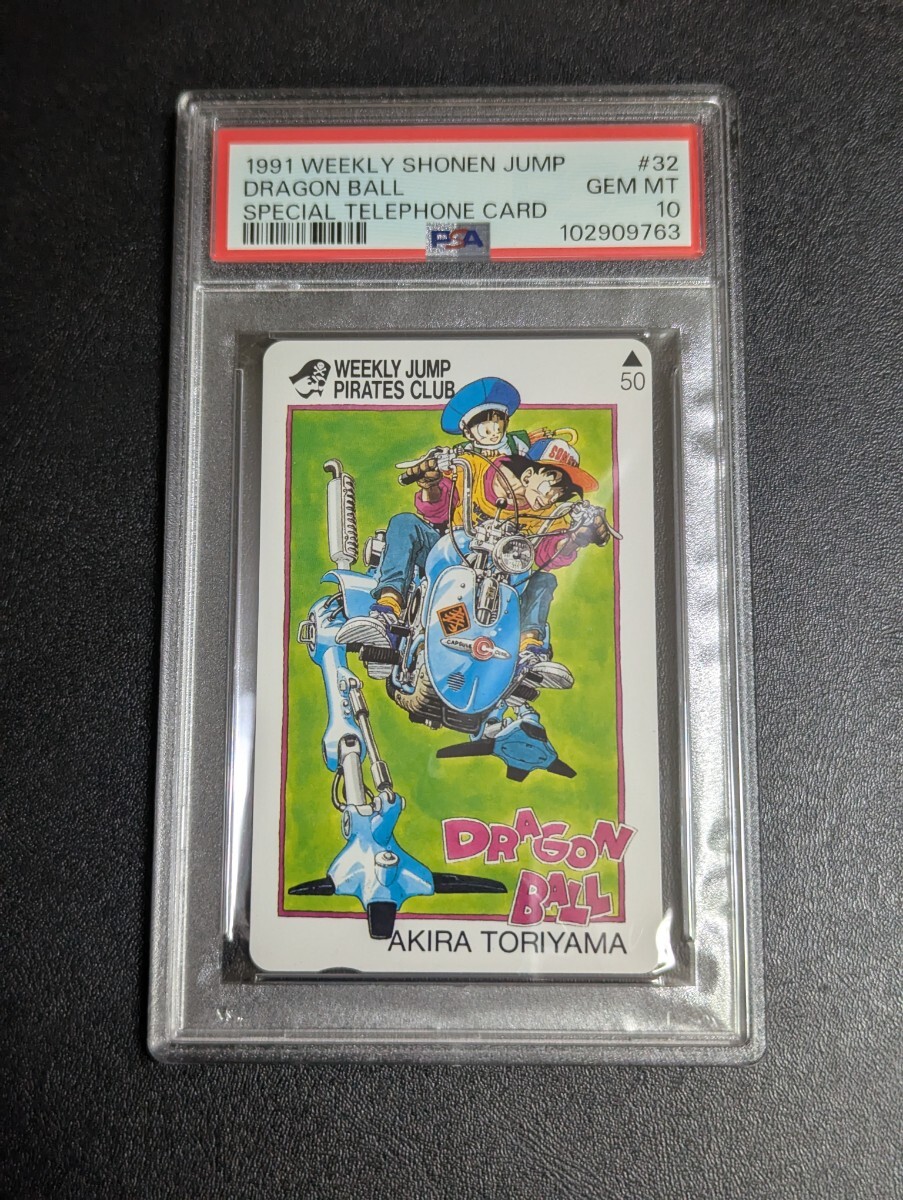 1991 WEEKLY SHONEN JUMP #32
DRAGON BALL GEM MT
SPECIAL TELEPHONE CARD 10
PSA 102909763
WEEKLY JUMP
PIRATES CLUB
50
CAPSULE CORP.
DRAGON
BALL
AKIRA TORIYAMA